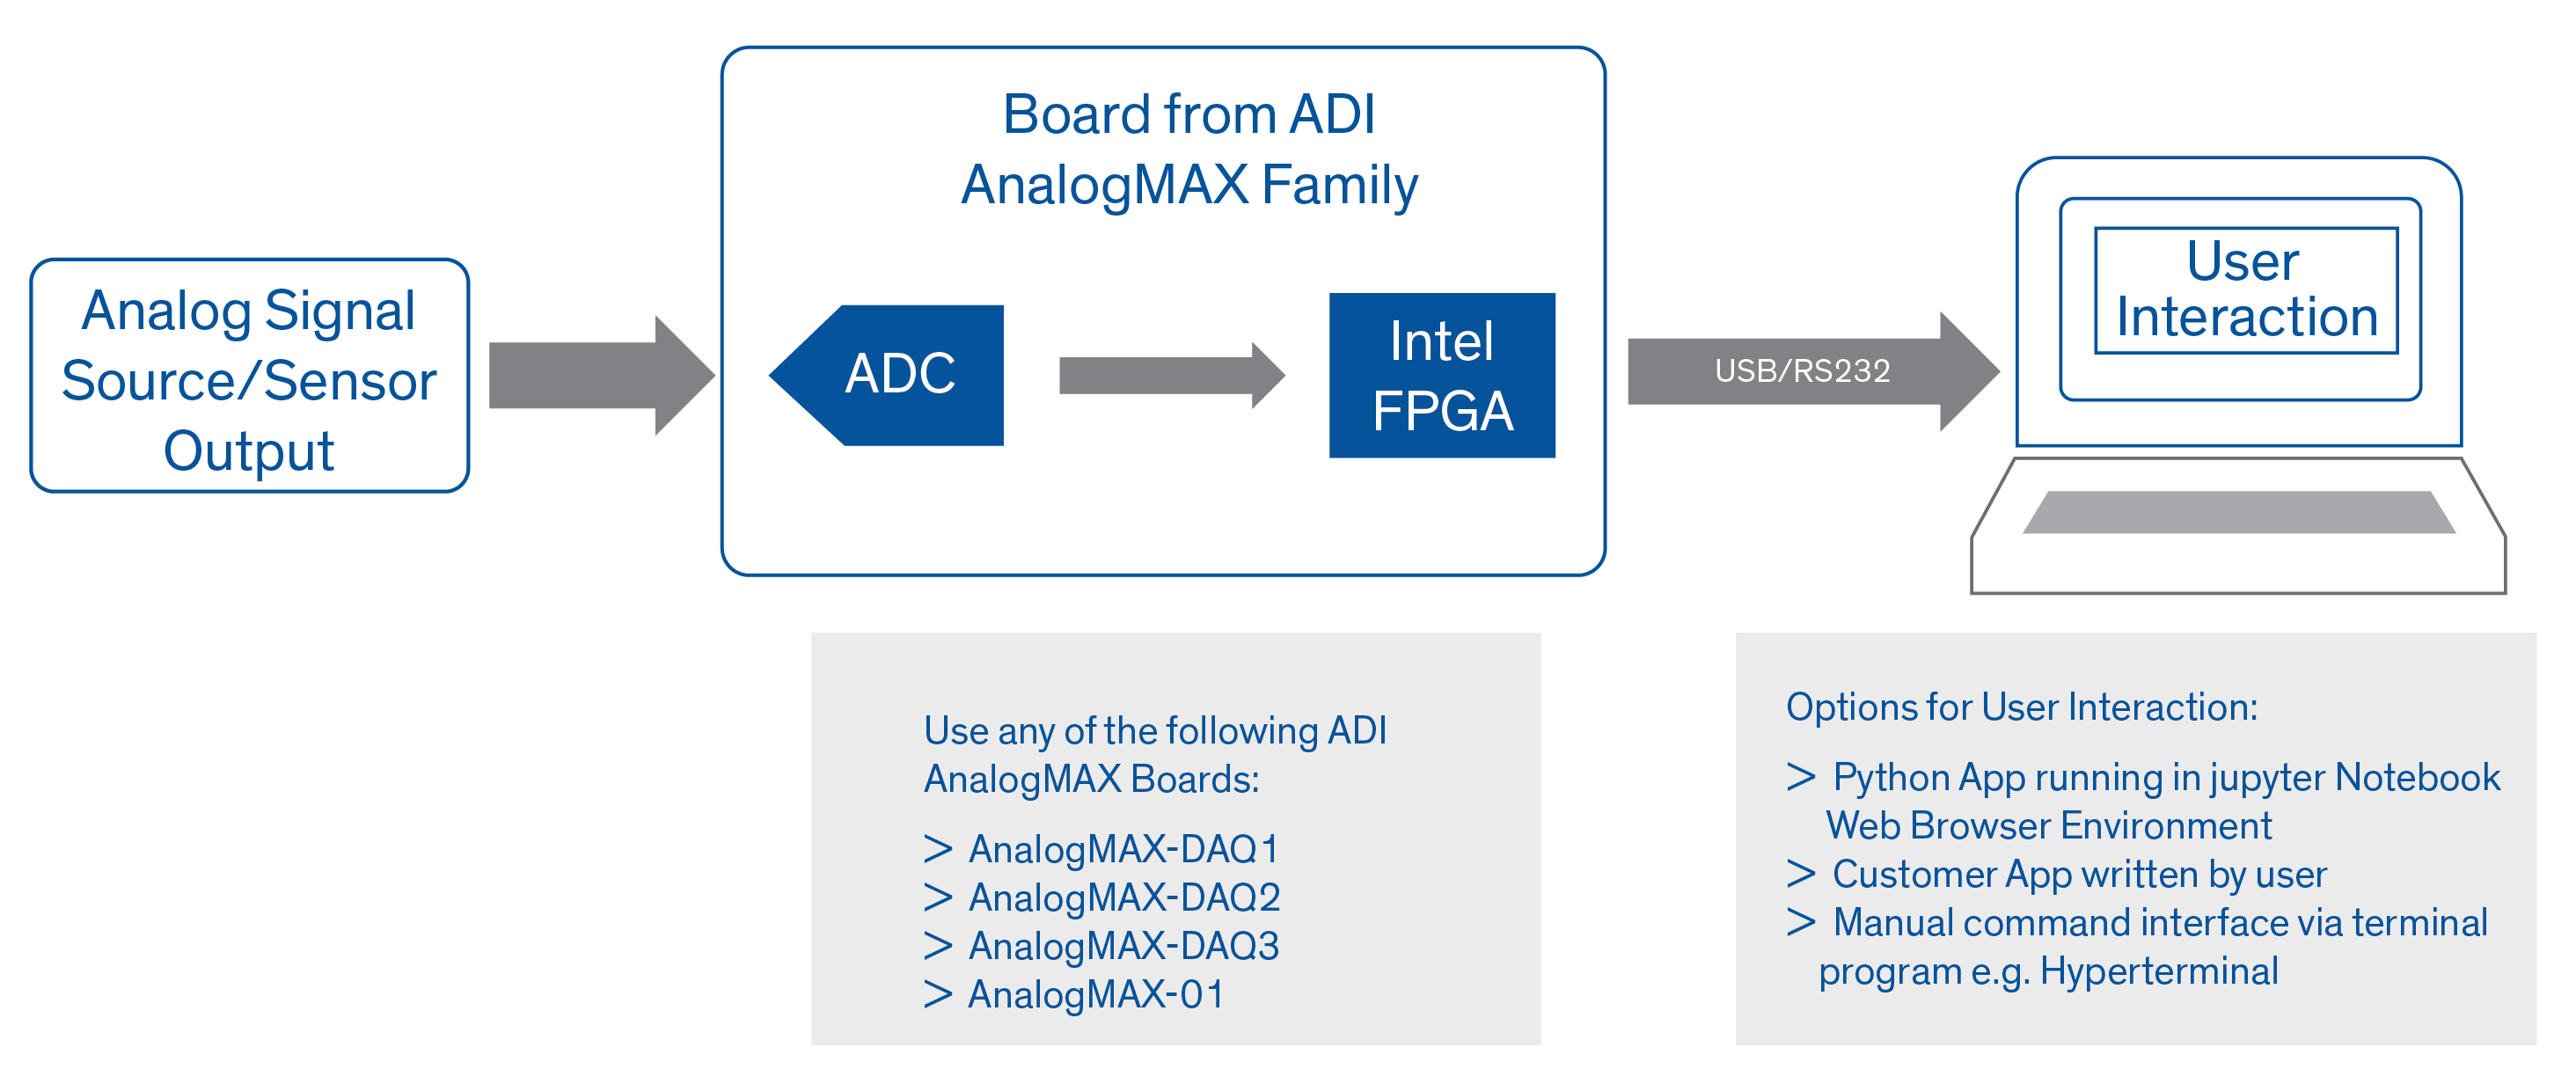 Board from ADI
AnalogMAX Family
Analog Signal
Source/Sensor
Output
ADC
Intel
FPGA
USB/RS232
User
Interaction
Use any of the following ADI
AnalogMAX Boards:
> AnalogMAX-DAQ1
> AnalogMAX-DAQ2
> AnalogMAX-DAQ3
> AnalogMAX-01
Options for User Interaction:
> Python App running in jupyter Notebook
Web Browser Environment
> Customer App written by user
> Manual command interface via terminal
program e.g. Hyperterminal